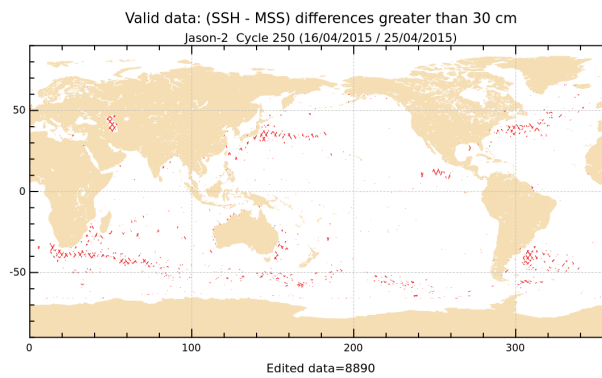 Valid data: (SSH - MSS) differences greater than 30 cm
Jason-2 Cycle 250 (16/04/2015 / 25/04/2015)
50
0
−50
0 100 200 300
Edited data=8890